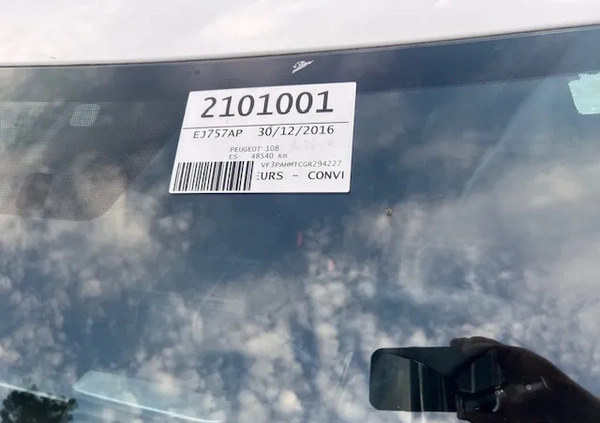 2101001
EJ757AP 30/12/2016
PEUGEOT 108
ES 48540 Km
VF3PAHMTCGR294227
EURS - CONVI